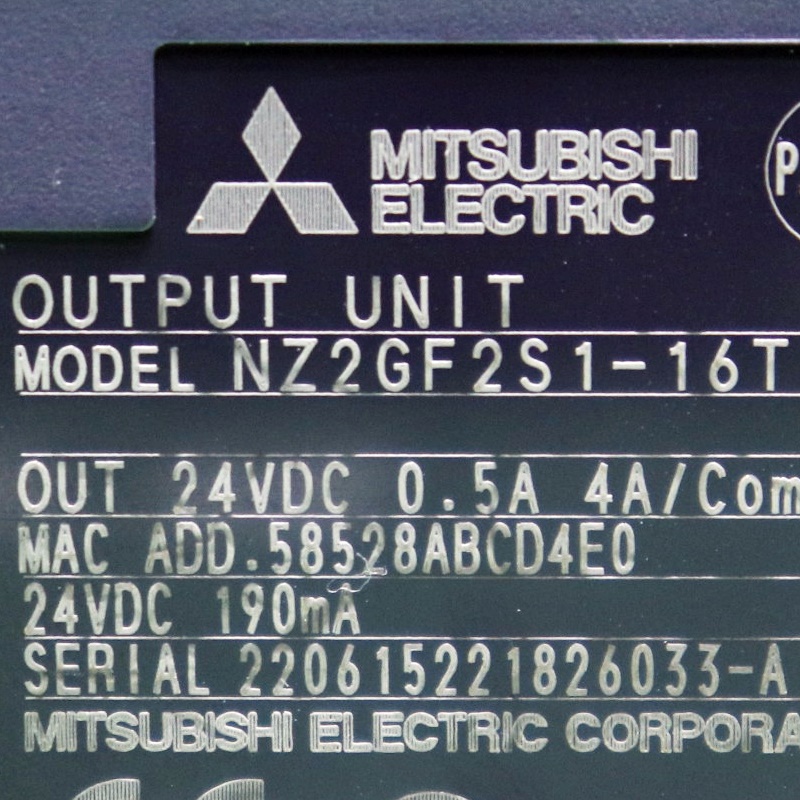 MITSUBISHI
ELECTRIC
OUTPUT UNIT
MODEL NZ2GF2S1-16T
OUT 24VDC 0.5A 4A/Com
MAC ADD.58528ABCD4E0
24VDC 190mA
SERIAL 220615221826033-A
MITSUBISHI ELECTRIC CORPORA